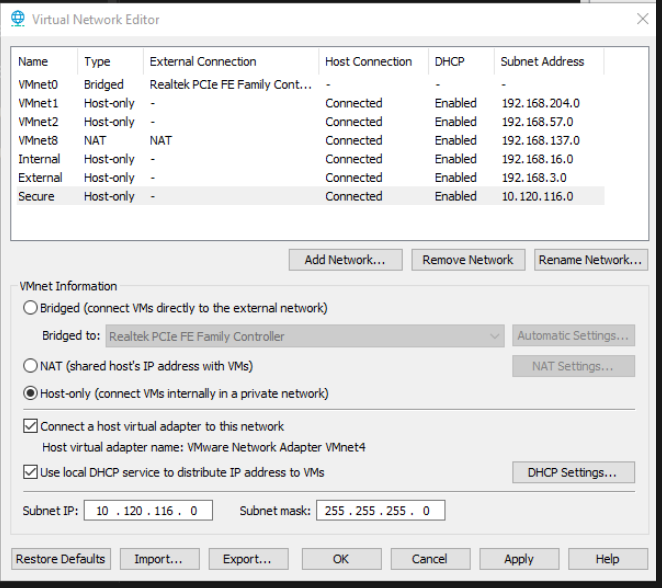 Virtual Network Editor
Name Type External Connection Host Connection DHCP Subnet Address
VMnet0 Bridged Realtek PCIe FE Family Cont... - - -
VMnet1 Host-only - Connected Enabled 192.168.204.0
VMnet2 Host-only - Connected Enabled 192.168.57.0
VMnet8 NAT NAT Connected Enabled 192.168.137.0
Internal Host-only - Connected Enabled 192.168.16.0
External Host-only - Connected Enabled 192.168.3.0
Secure Host-only - Connected Enabled 10.120.116.0
Add Network... Remove Network Rename Network...
VMnet Information
Bridged (connect VMs directly to the external network)
Bridged to: Realtek PCIe FE Family Controller Automatic Settings...
NAT (shared host's IP address with VMs) NAT Settings...
Host-only (connect VMs internally in a private network)
Connect a host virtual adapter to this network
Host virtual adapter name: VMware Network Adapter VMnet4
Use local DHCP service to distribute IP address to VMs DHCP Settings...
Subnet IP: 10 . 120 . 116 . 0 Subnet mask: 255 . 255 . 255 . 0
Restore Defaults Import... Export... OK Cancel Apply Help